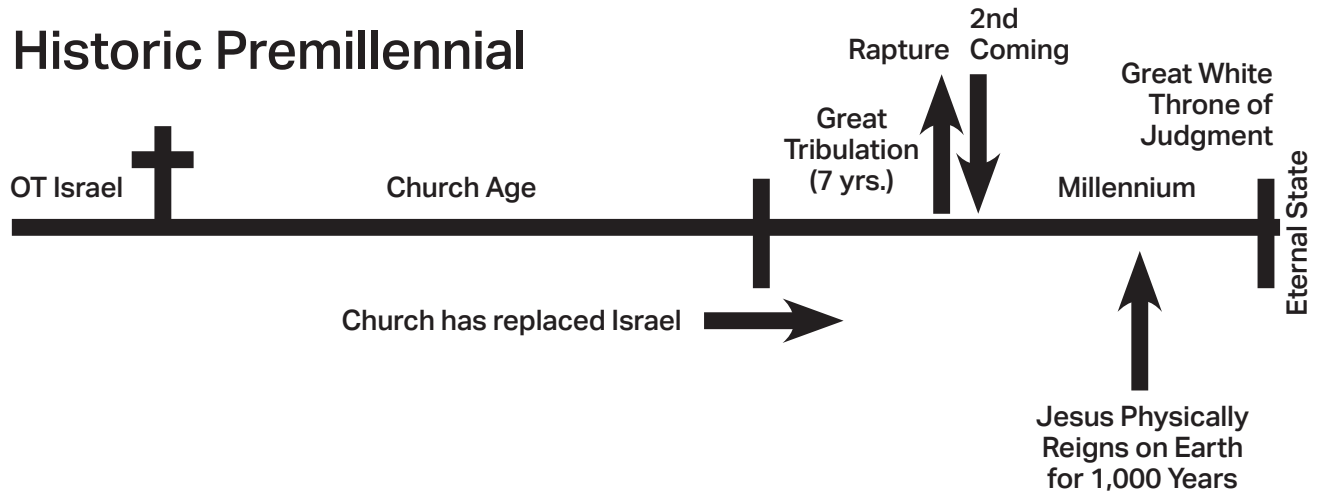 Historic Premillennial
OT Israel
Church Age
Great
Tribulation
(7 yrs.)
Rapture
2nd
Coming
Millennium
Great White
Throne of
Judgment
Eternal State
Church has replaced Israel
Jesus Physically
Reigns on Earth
for 1,000 Years